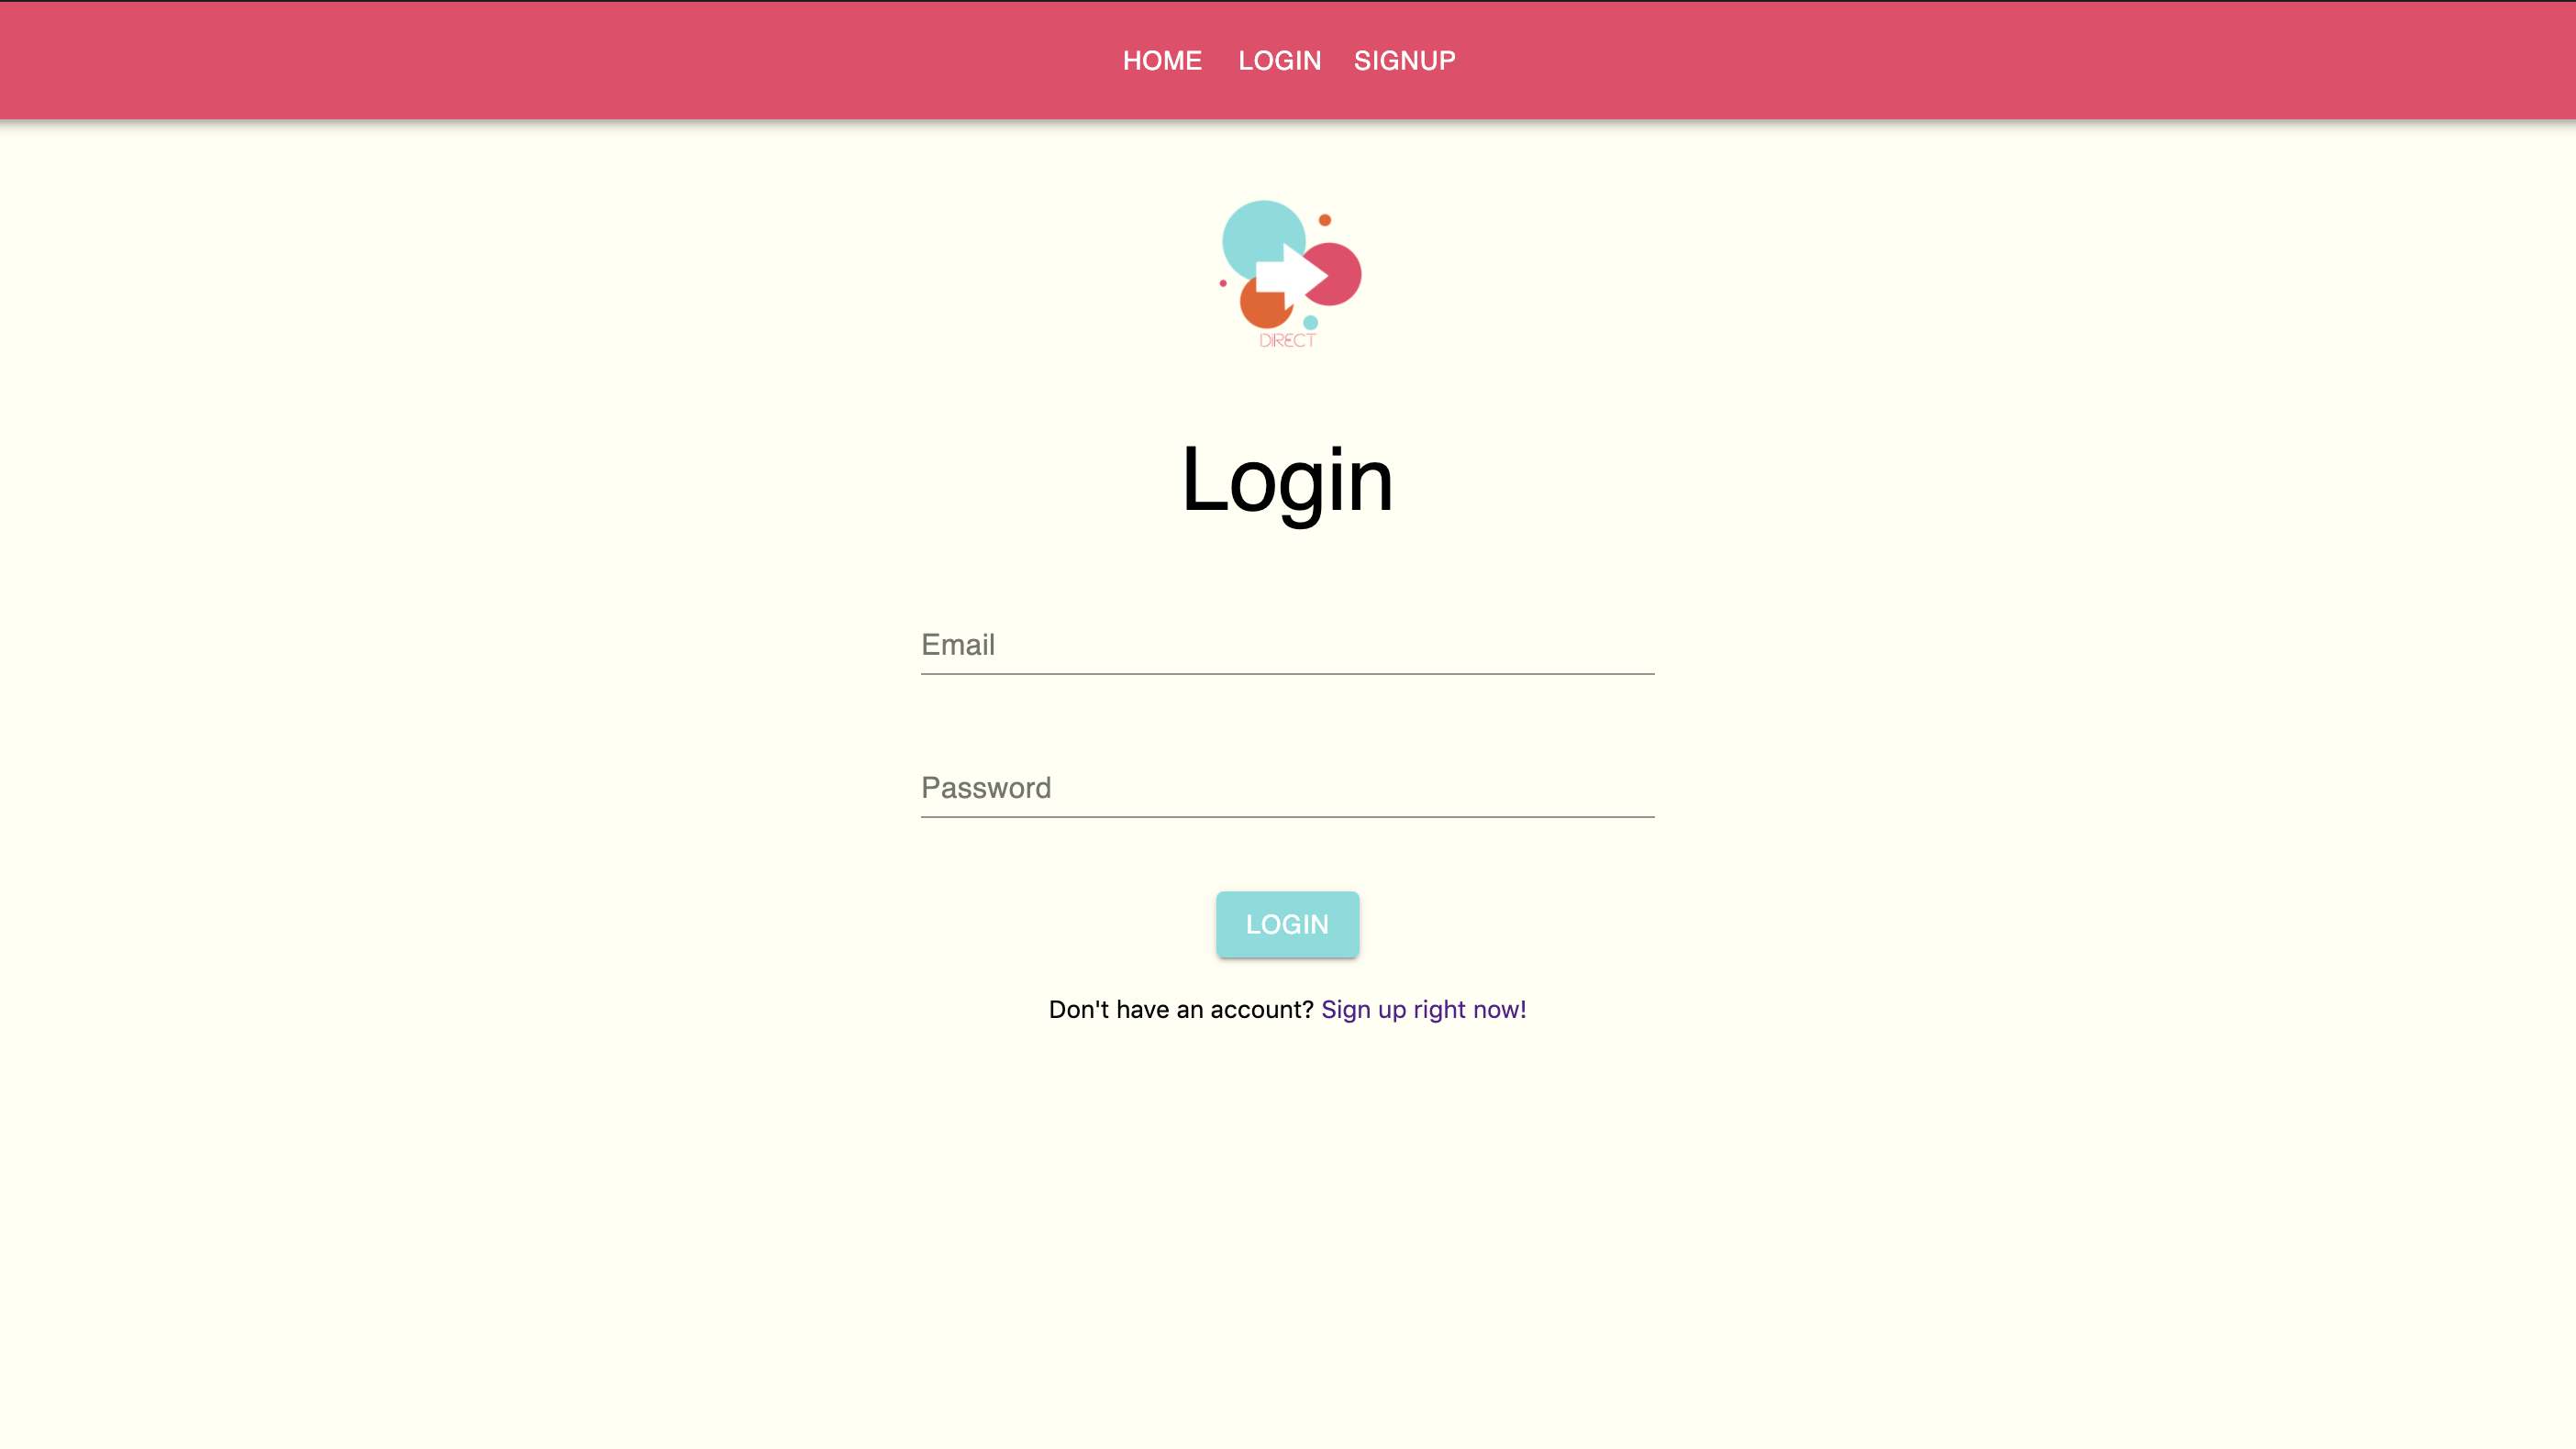 HOME LOGIN SIGNUP
DIRECT
Login
Email
Password
LOGIN
Don't have an account? Sign up right now!